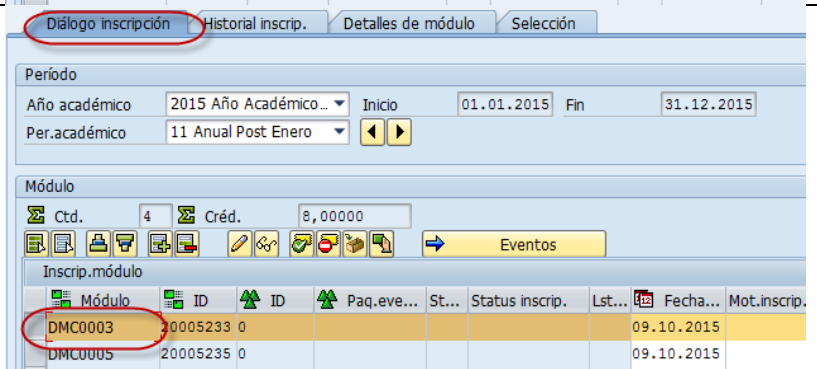 Diálogo inscripción Historial inscrip. Detalles de módulo Selección
Período
Año académico 2015 Año Académico... Inicio 01.01.2015 Fin 31.12.2015
Per.académico 11 Anual Post Enero
Módulo
Ctd. 4 Créd. 8,00000
Eventos
Inscrip.módulo
Módulo ID ID Paq.eve... St... Status inscrip. Lst... Fecha... Mot.inscrip.
DMC0003 20005233 0 09.10.2015
DMC0005 20005235 0 09.10.2015